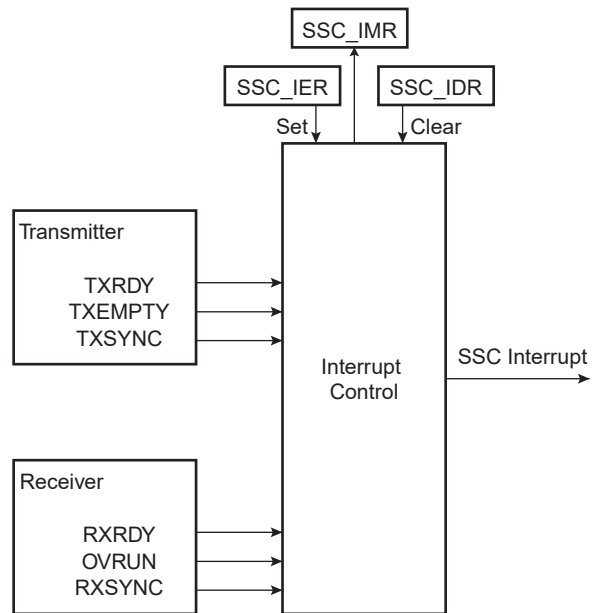 SSC_IMR
SSC_IER
SSC_IDR
Set
Clear
Transmitter
TXRDY
TXEMPTY
TXSYNC
Interrupt
Control
SSC Interrupt
Receiver
RXRDY
OVRUN
RXSYNC